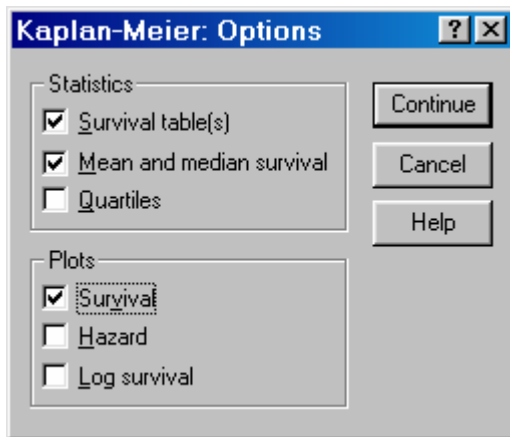 Kaplan-Meier: Options
Statistics
Survival table(s)
Mean and median survival
Quartiles
Plots
Survival
Hazard
Log survival
Continue
Cancel
Help